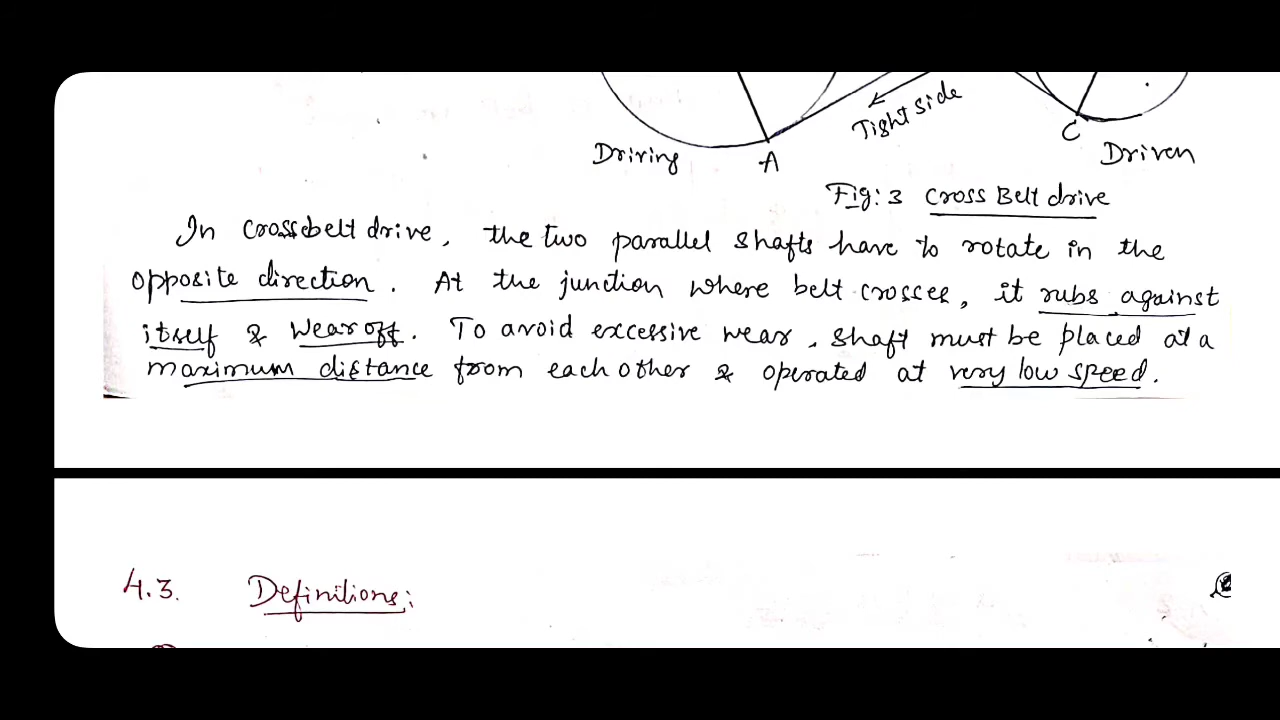 Tight side
Driving
A
C
Driven
Fig: 3 Cross Belt drive
In crossbelt drive, the two parallel shafts have to rotate in the
opposite direction. At the junction where belt crosses, it rubs against
itself & wear off. To avoid excessive wear, shaft must be placed at a
maximum distance from each other & operated at very low speed.
4.3. Definitions: